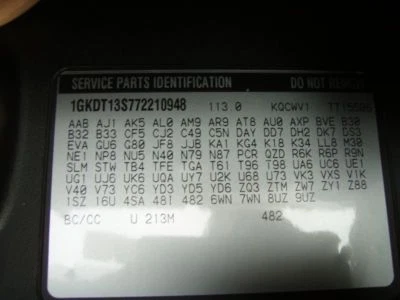 SERVICE PARTS IDENTIFICATION DO NOT REMOVE
1GKDT13S772210948 113.0 KQCWV1
AAB AJ1 AK5 AL0 AM9 AR9 AT8 AU0 AXP BVE B30
B32 B33 CF5 CJ2 C49 C5N DAY DD7 DH2 DK7 DS3
EVA GU6 G80 JF8 JJB KA1 KG4 K18 K34 LL8 M30
NE1 NP8 NU5 N40 N79 N87 PCR QZD R6K R6P R9N
SLM STW TB4 TFE TGA T61 T96 T98 UA6 UC6 UE1
UG1 UJ6 UK6 UQA UY7 U2K U68 U73 VK3 VXS V1K
V40 V73 YC6 YD3 YD5 YD6 ZQ3 ZTM ZW7 ZY1 Z88
1SZ 16U 4SA 48I 482 6WN 7WN 8UZ 9UZ
BC/CC U 213M 482